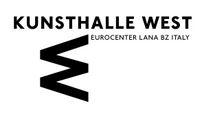 KUNSTHALLE WEST
EUROCENTER LANA BZ ITALY